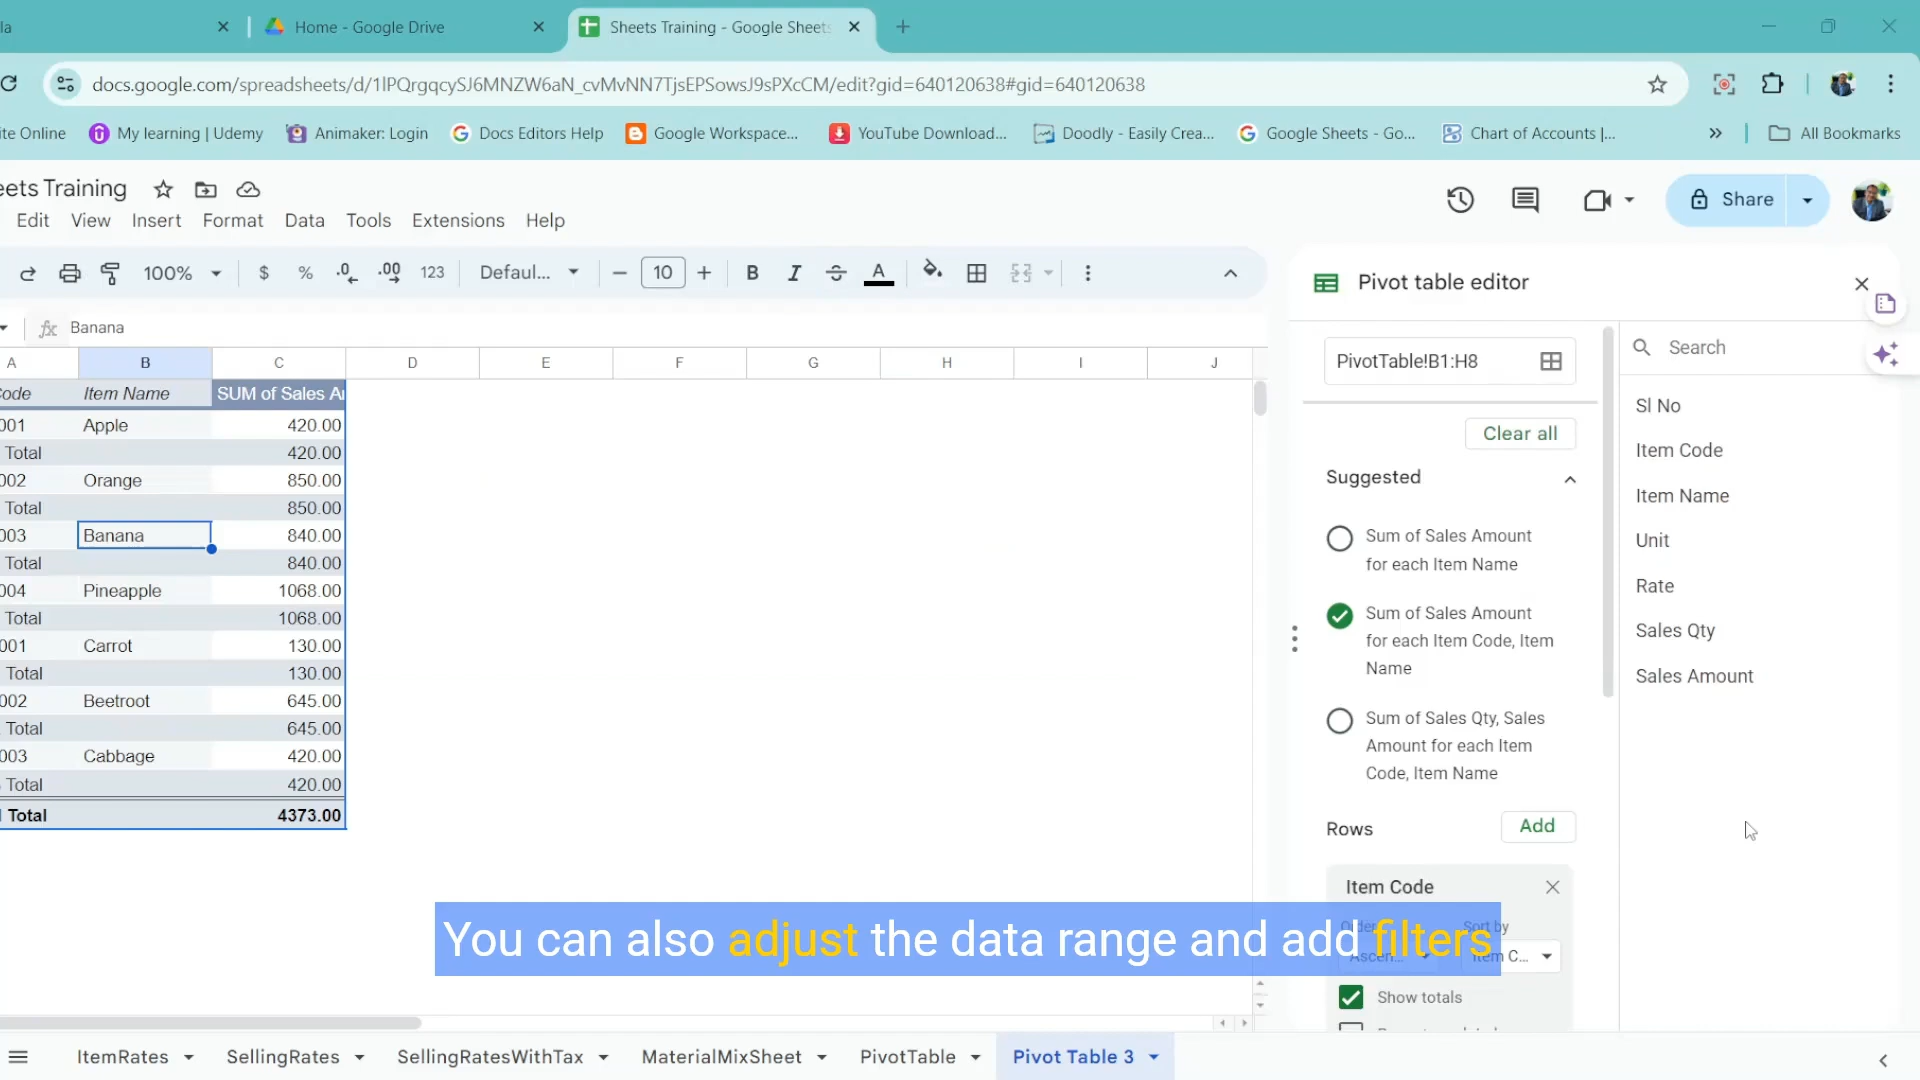 la
Home - Google Drive
Sheets Training - Google Sheets
docs.google.com/spreadsheets/d/1lPQrgqcySJ6MNZW6aN_cvMvNN7TjsEPSowsJ9sPXcCM/edit?gid=640120638#gid=640120638
ite Online
My learning | Udemy
Animaker: Login
Docs Editors Help
Google Workspace...
YouTube Download...
Doodly - Easily Crea...
Google Sheets - Go...
Chart of Accounts |...
All Bookmarks
eets Training
Share
Edit View Insert Format Data Tools Extensions Help
100% $ % .0 .00 123 Defaul... 10 B I A
Pivot table editor
Banana
PivotTable!B1:H8
Search
A B C D E F G H I J
ode Item Name SUM of Sales A
001 Apple 420.00
Total 420.00
002 Orange 850.00
Total 850.00
003 Banana 840.00
Total 840.00
004 Pineapple 1068.00
Total 1068.00
001 Carrot 130.00
Total 130.00
002 Beetroot 645.00
Total 645.00
003 Cabbage 420.00
Total 420.00
Total 4373.00
Clear all
Suggested
Sum of Sales Amount
for each Item Name
Sum of Sales Amount
for each Item Code, Item
Name
Sum of Sales Qty, Sales
Amount for each Item
Code, Item Name
Rows
Add
Item Code
Order
Sort by
Ascen...
Item C...
Show totals
Sl No
Item Code
Item Name
Unit
Rate
Sales Qty
Sales Amount
You can also adjust the data range and add filters
ItemRates
SellingRates
SellingRatesWithTax
MaterialMixSheet
PivotTable
Pivot Table 3